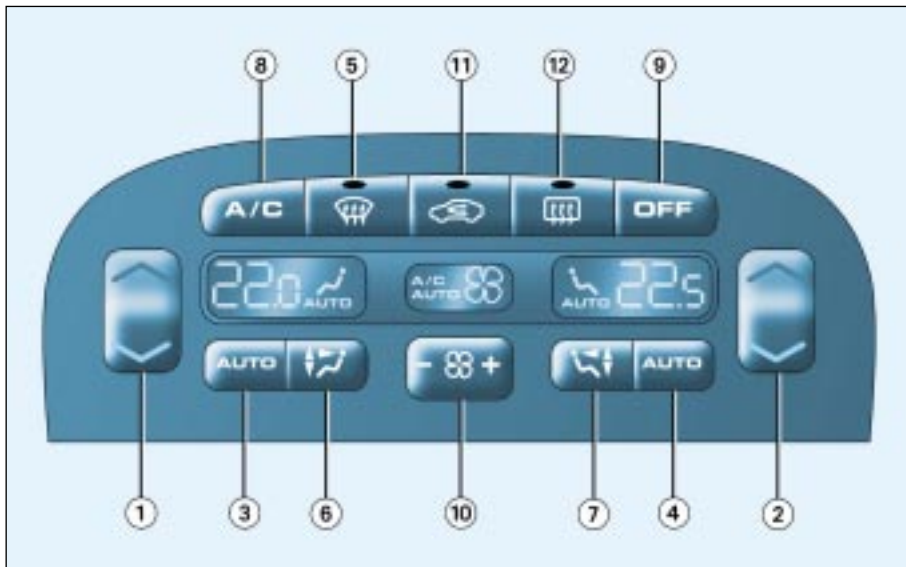 8 5 11 12 9
A/C OFF
22.0 AUTO A/C AUTO AUTO 22.5
AUTO - + AUTO
1 3 6 10 7 4 2